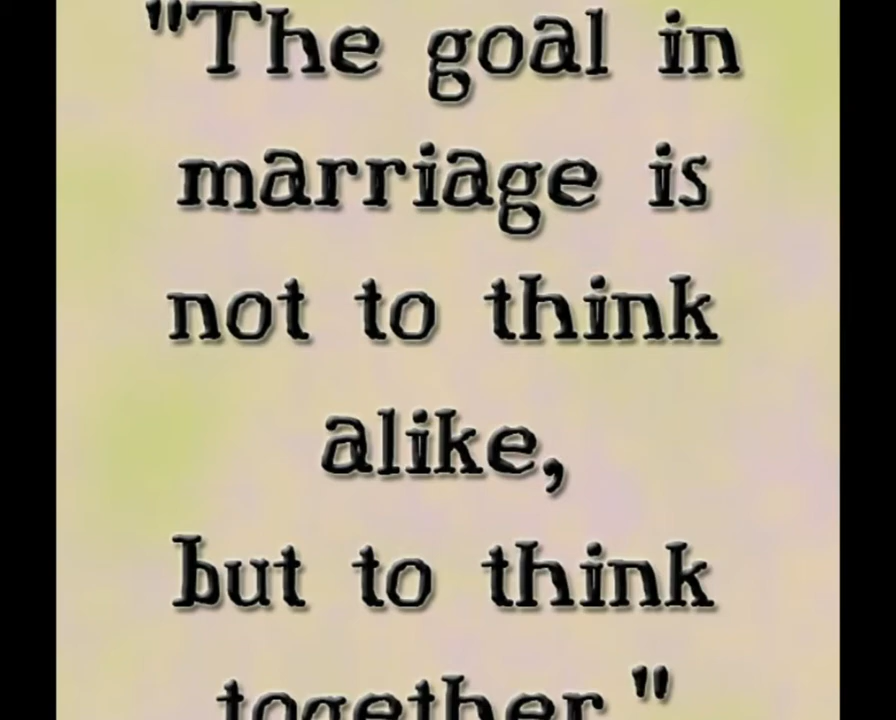 "The goal in
marriage is
not to think
alike,
but to think
together."